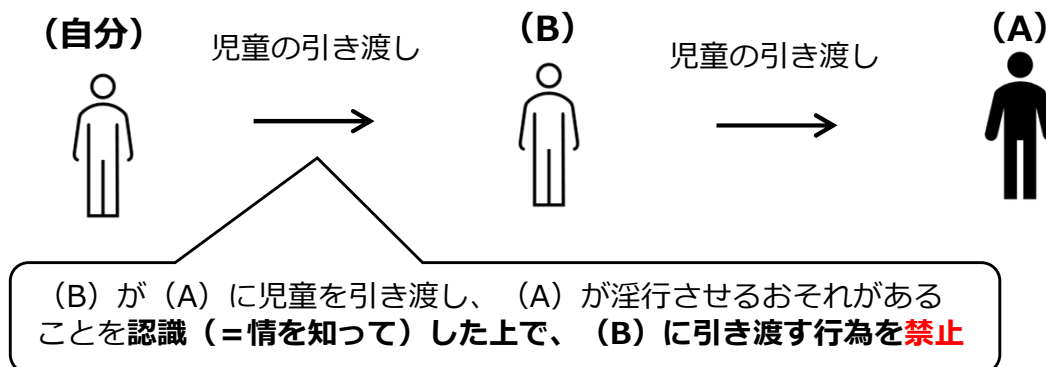 （自分）
児童の引き渡し
（B）
児童の引き渡し
（A）
（B）が（A）に児童を引き渡し、（A）が淫行させるおそれがある
ことを認識（＝情を知って）した上で、（B）に引き渡す行為を禁止